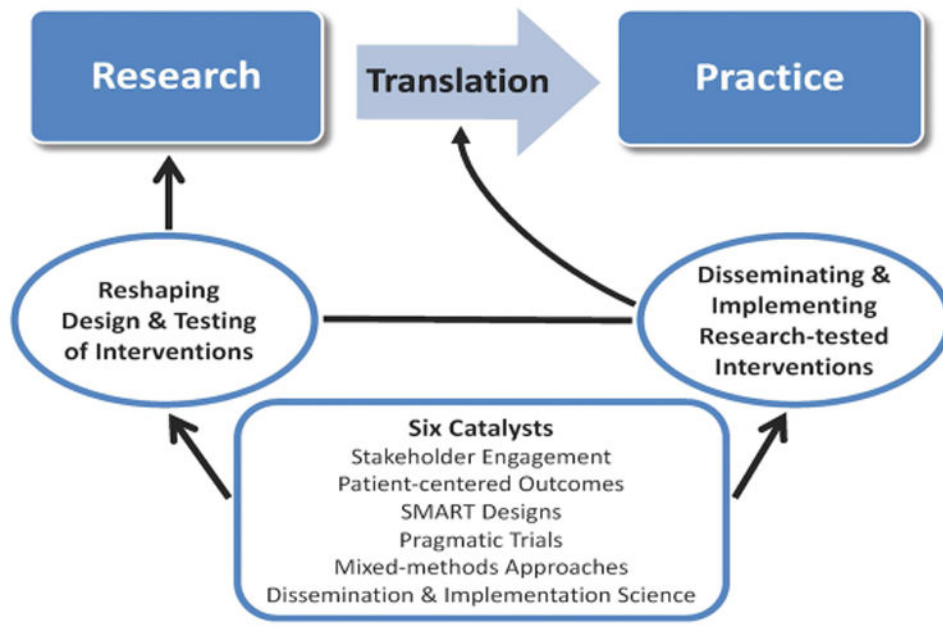 Research
Translation
Practice
Reshaping
Design & Testing
of Interventions
Disseminating &
Implementing
Research-tested
Interventions
Six Catalysts
Stakeholder Engagement
Patient-centered Outcomes
SMART Designs
Pragmatic Trials
Mixed-methods Approaches
Dissemination & Implementation Science